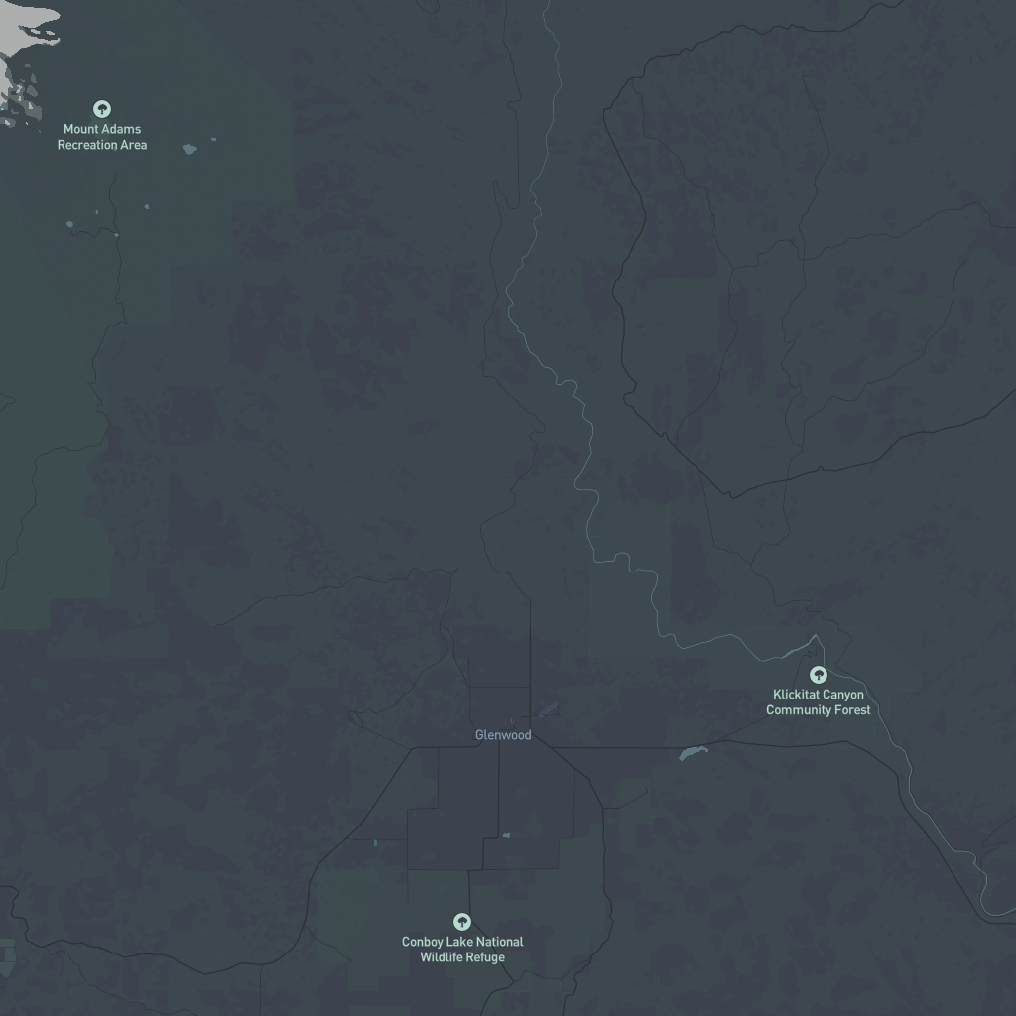 Mount Adams
Recreation Area
Klickitat Canyon
Community Forest
Glenwood
Conboy Lake National
Wildlife Refuge